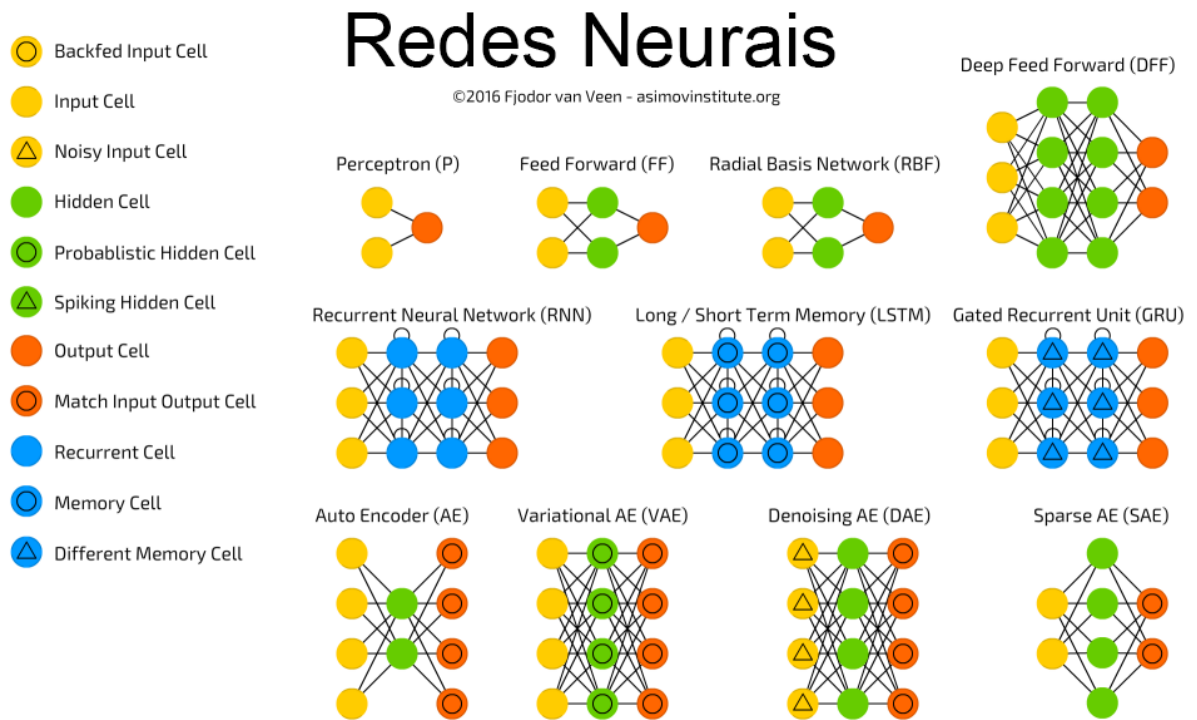 Redes Neurais
©2016 Fjodor van Veen - asimovinstitute.org
Backfed Input Cell
Input Cell
Noisy Input Cell
Hidden Cell
Probablistic Hidden Cell
Spiking Hidden Cell
Output Cell
Match Input Output Cell
Recurrent Cell
Memory Cell
Different Memory Cell
Perceptron (P)
Feed Forward (FF)
Radial Basis Network (RBF)
Deep Feed Forward (DFF)
Recurrent Neural Network (RNN)
Long / Short Term Memory (LSTM)
Gated Recurrent Unit (GRU)
Auto Encoder (AE)
Variational AE (VAE)
Denoising AE (DAE)
Sparse AE (SAE)